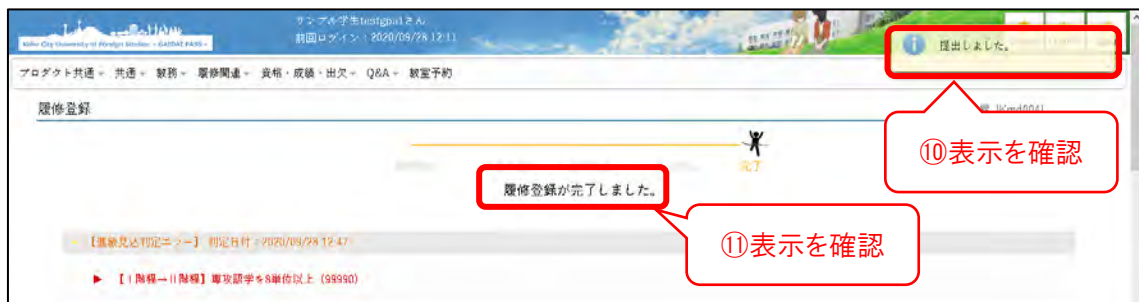 サンプル学生testgpa12さん
前回ログイン：2020/09/28 12:11
Kobe City University of Foreign Studies - GAIDAI PASS -
提出しました。
プロダクト共通 共通 教務 履修関連 資格・成績・出欠 Q&A 教室予約
履修登録
⑩表示を確認
完了
履修登録が完了しました。
⑪表示を確認
【進級見込判定エラー】 判定日付：2020/09/28 12:47
▶ 【Ⅰ階程→Ⅱ階程】専攻語学を8単位以上（99990）